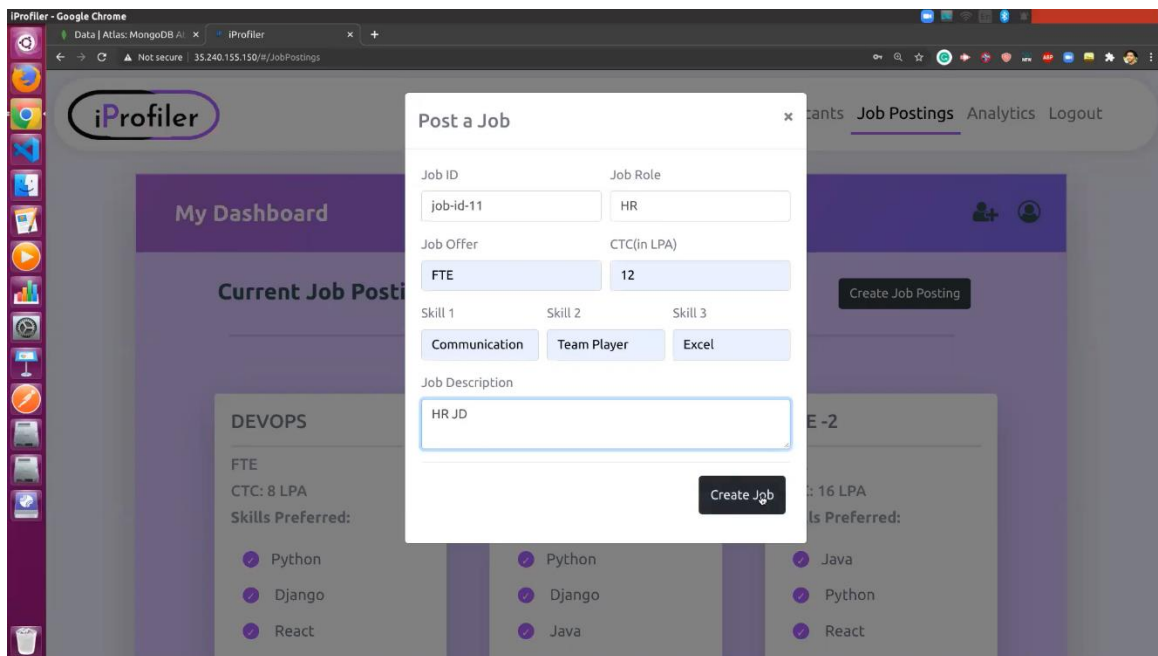 iProfiler - Google Chrome
Data | Atlas: MongoDB At × iProfiler × +
Not secure | 35.240.155.150/#/JobPostings
iProfiler
cants Job Postings Analytics Logout
Post a Job ×
Job ID Job Role
job-id-11 HR
My Dashboard
Job Offer CTC(in LPA)
FTE 12
Current Job Posti Create Job Posting
Skill 1 Skill 2 Skill 3
Communication Team Player Excel
Job Description
HR JD
DEVOPS E -2
FTE
CTC: 8 LPA : 16 LPA
Create Job
Skills Preferred: ls Preferred:
Python Python Java
Django Django Python
React Java React